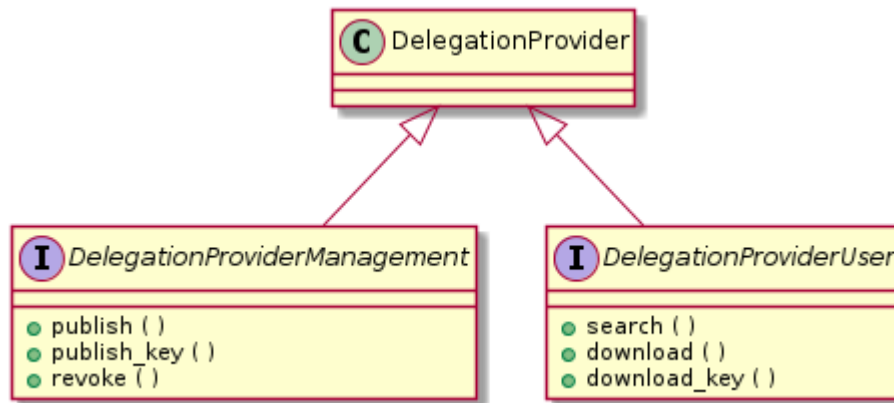 C DelegationProvider
I DelegationProviderManagement
publish ( )
publish_key ( )
revoke ( )
I DelegationProviderUser
search ( )
download ( )
download_key ( )